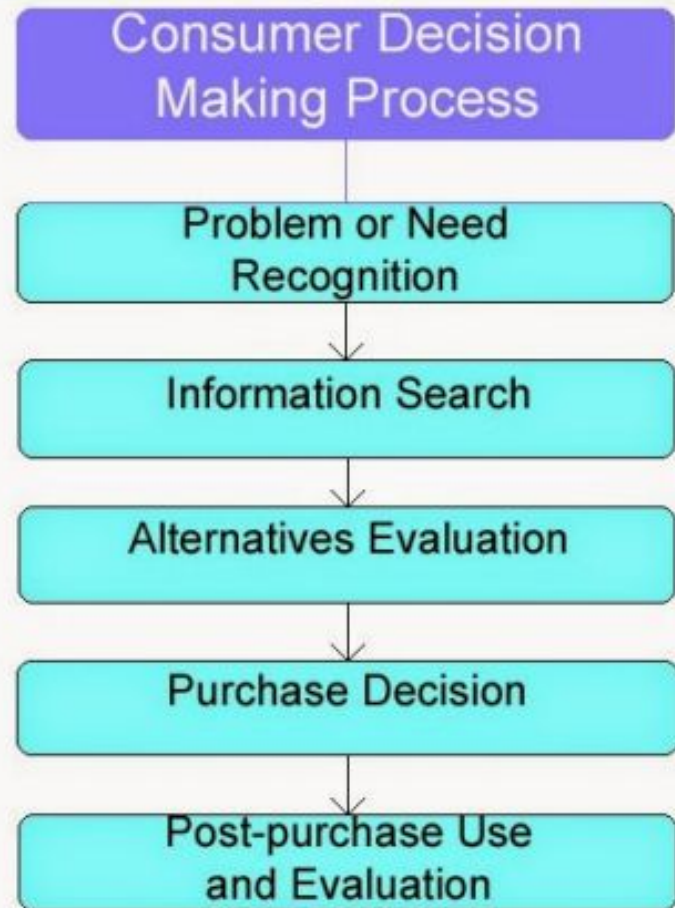 Consumer Decision
Making Process
Problem or Need
Recognition
Information Search
Alternatives Evaluation
Purchase Decision
Post-purchase Use
and Evaluation